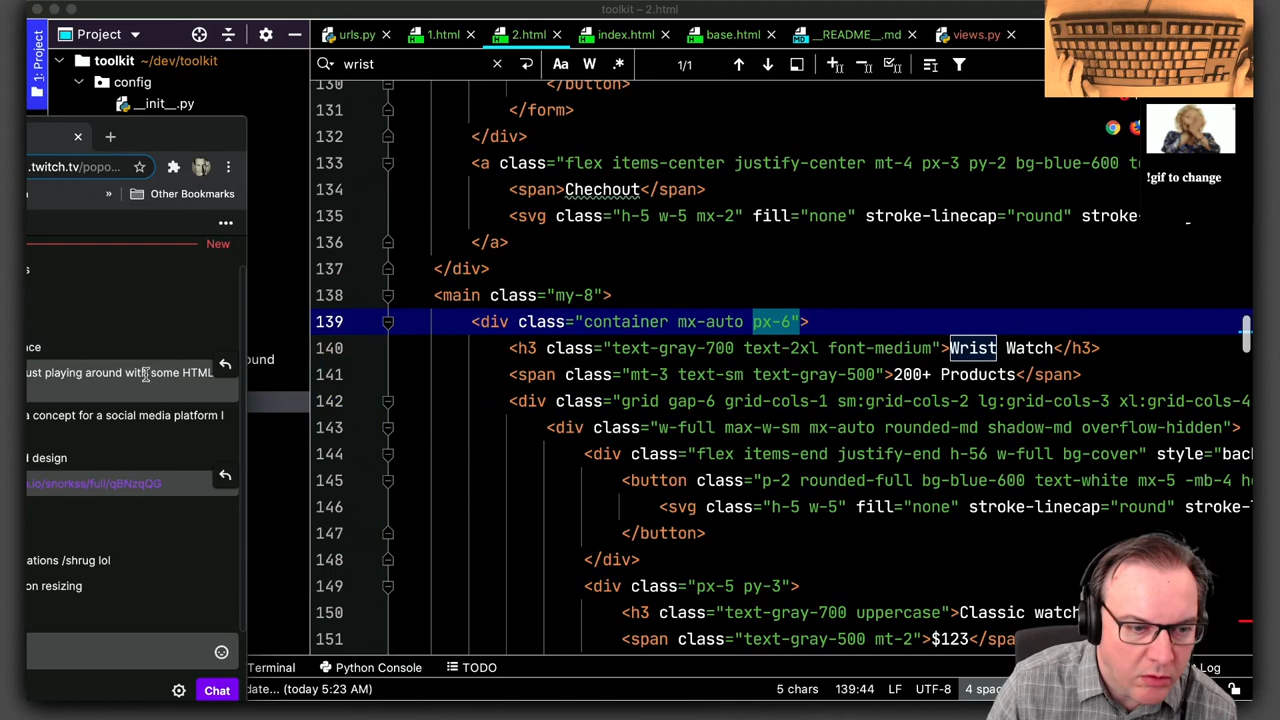 toolkit – 2.html
Project
urls.py
1.html
2.html
index.html
base.html
__README__.md
views.py
1: Project
toolkit ~/dev/toolkit
config
__init__.py
wrist
Aa W .*
1/1
130 </button>
131 </form>
132 </div>
133 <a class="flex items-center justify-center mt-4 px-3 py-2 bg-blue-600
134 <span>Chechout</span>
135 <svg class="h-5 w-5 mx-2" fill="none" stroke-linecap="round" stroke-
136 </a>
137 </div>
138 <main class="my-8">
139 <div class="container mx-auto px-6">
140 <h3 class="text-gray-700 text-2xl font-medium">Wrist Watch</h3>
141 <span class="mt-3 text-sm text-gray-500">200+ Products</span>
142 <div class="grid gap-6 grid-cols-1 sm:grid-cols-2 lg:grid-cols-3 xl:grid-cols-4
143 <div class="w-full max-w-sm mx-auto rounded-md shadow-md overflow-hidden">
144 <div class="flex items-end justify-end h-56 w-full bg-cover" style="bac
145 <button class="p-2 rounded-full bg-blue-600 text-white mx-5 -mb-4 h
146 <svg class="h-5 w-5" fill="none" stroke-linecap="round" stroke-
147 </button>
148 </div>
149 <div class="px-5 py-3">
150 <h3 class="text-gray-700 uppercase">Classic watch
151 <span class="text-gray-500 mt-2">$123</span
!gif to change
.twitch.tv/popo...
» Other Bookmarks
New
s
ance
ust playing around with some HTML
a concept for a social media platform I
d design
n.io/snorkss/full/qBNzqQG
ations /shrug lol
on resizing
Chat
ound
Terminal
Python Console
TODO
Log
date... (today 5:23 AM)
5 chars
139:44
LF
UTF-8
4 spac